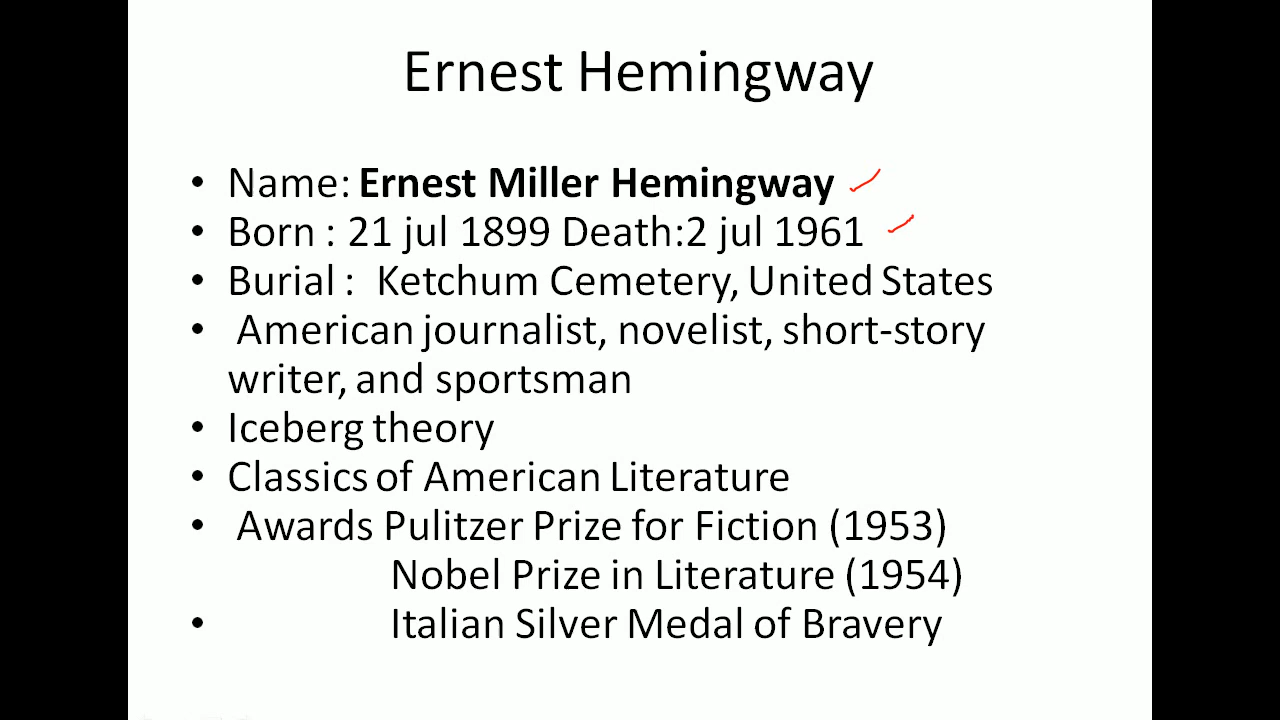 Ernest Hemingway
• Name: Ernest Miller Hemingway
• Born : 21 jul 1899 Death:2 jul 1961
• Burial : Ketchum Cemetery, United States
• American journalist, novelist, short-story
writer, and sportsman
• Iceberg theory
• Classics of American Literature
• Awards Pulitzer Prize for Fiction (1953)
Nobel Prize in Literature (1954)
• Italian Silver Medal of Bravery